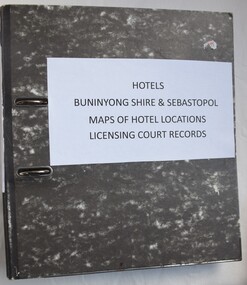 HOTELS
BUNINYONG SHIRE & SEBASTOPOL
MAPS OF HOTEL LOCATIONS
LICENSING COURT RECORDS